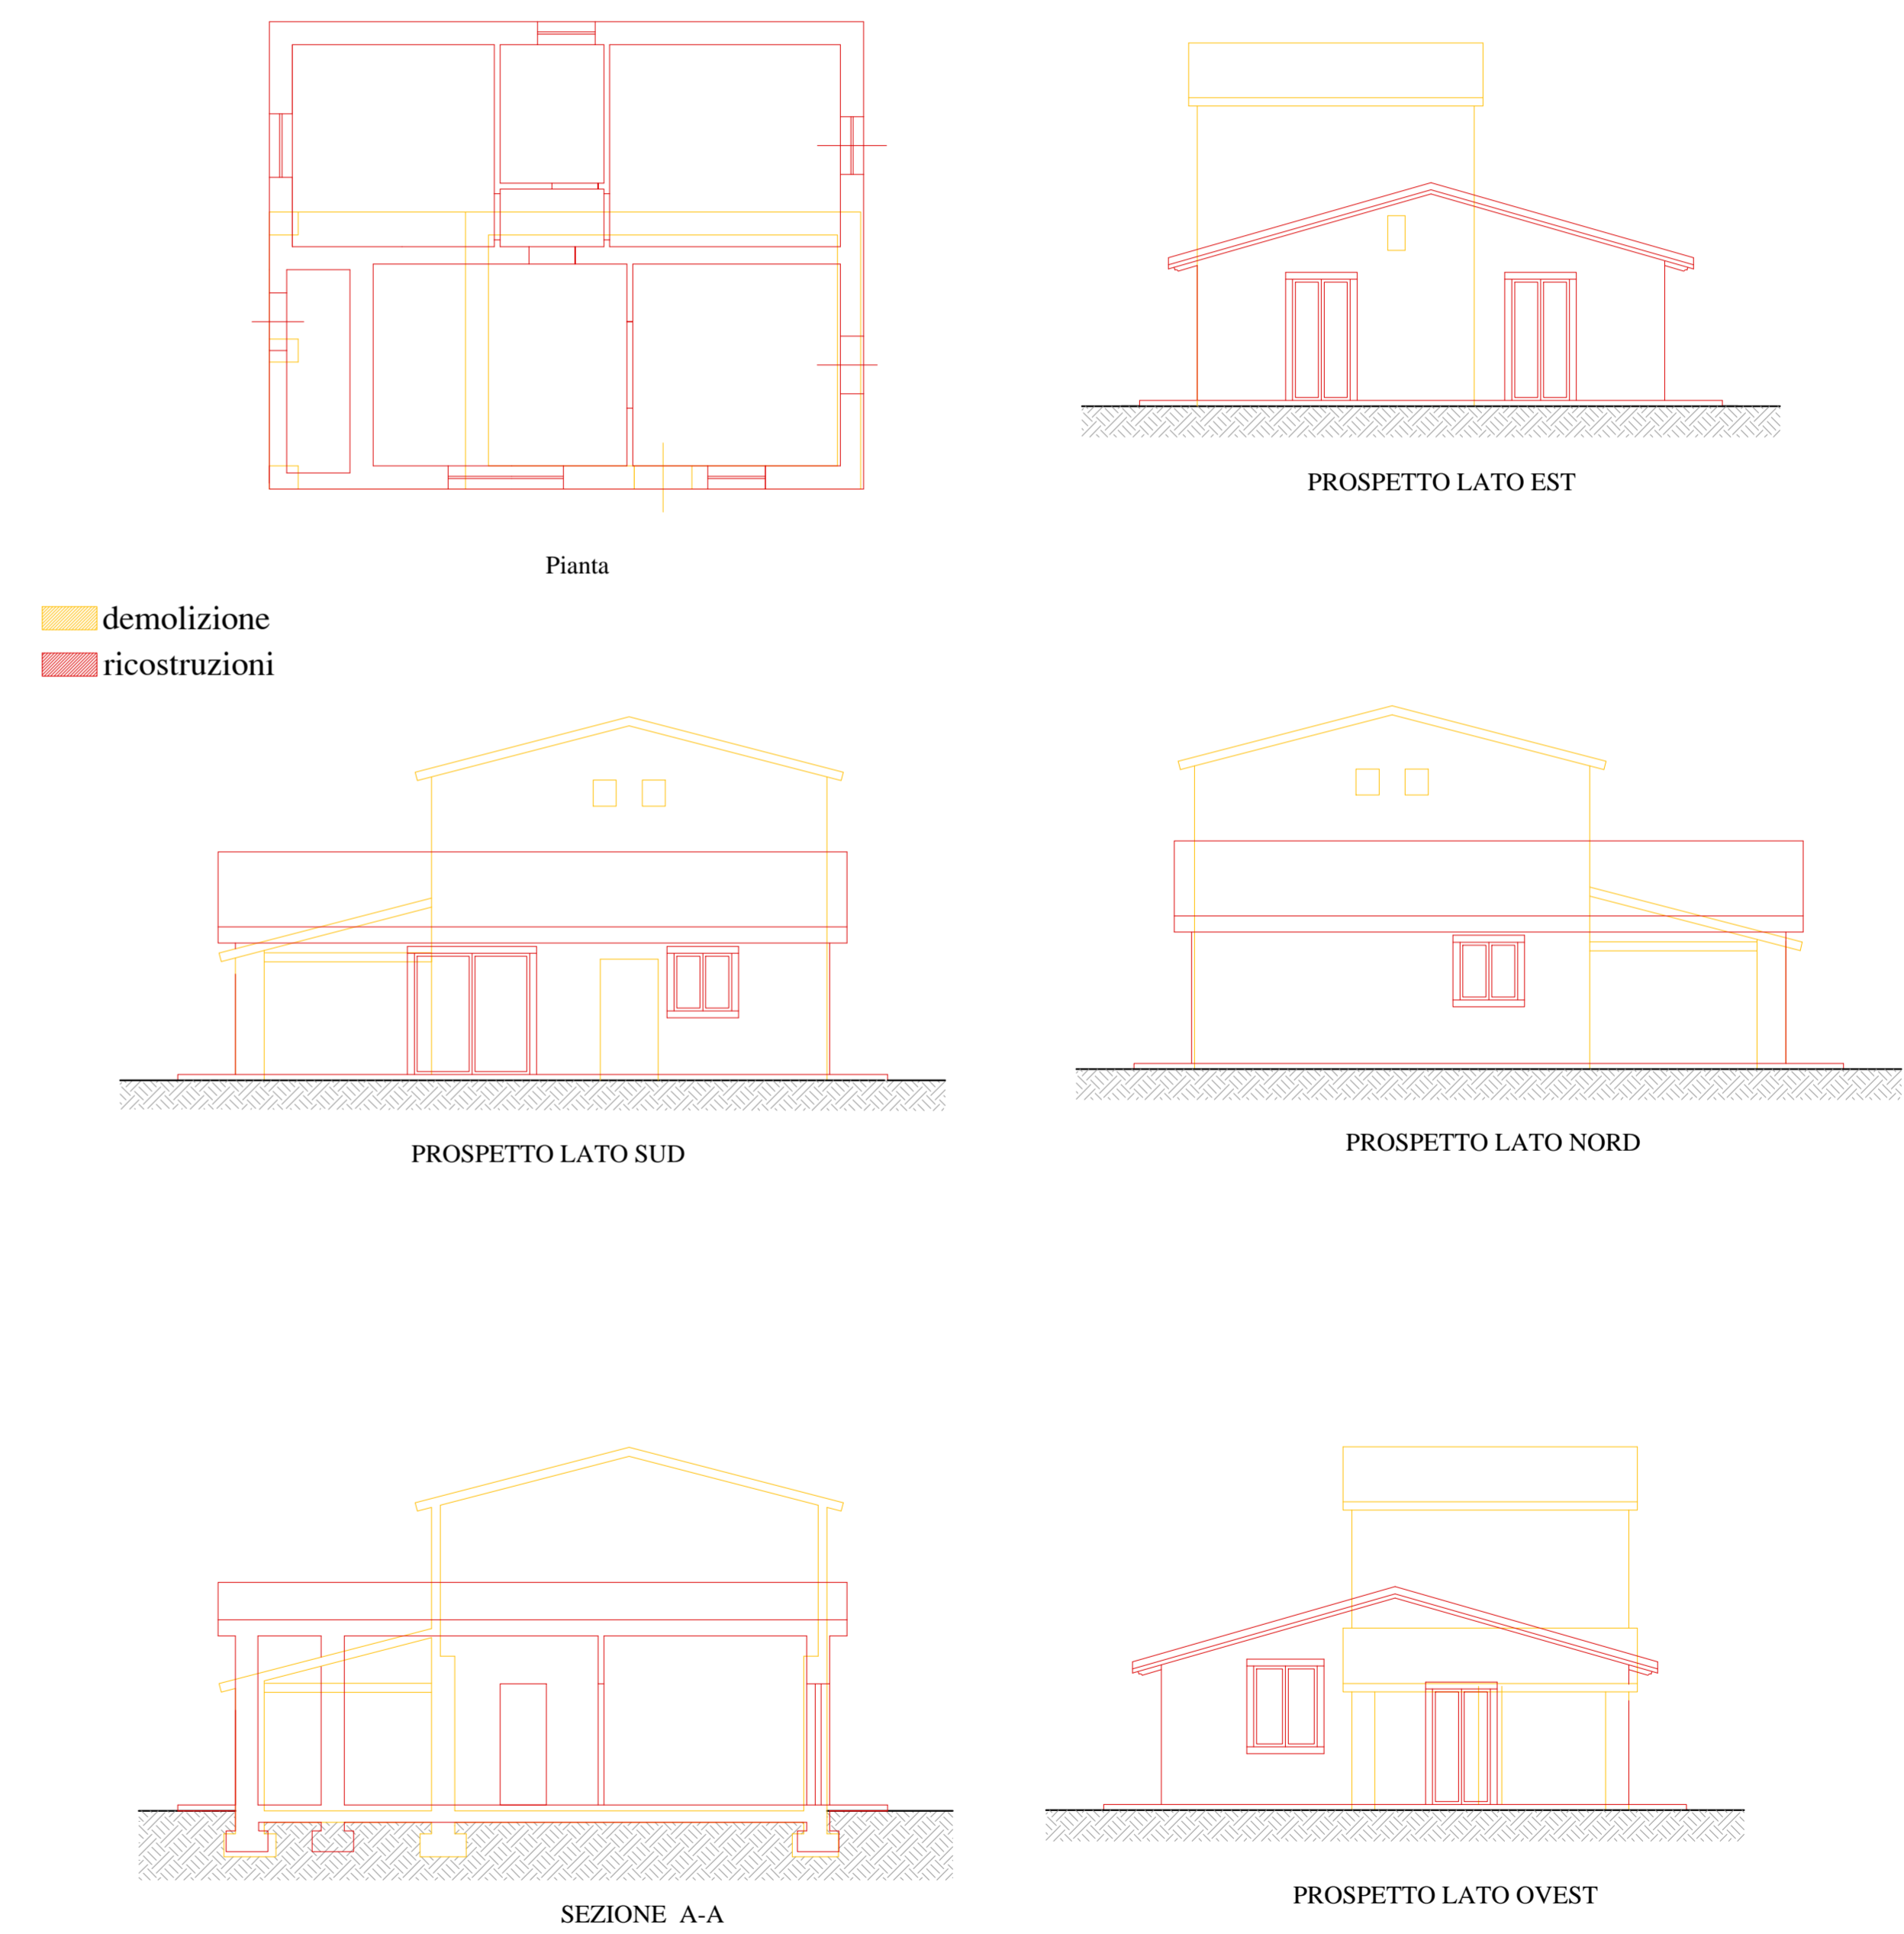 PROSPETTO LATO EST
Pianta
demolizione
ricostruzioni
PROSPETTO LATO SUD
PROSPETTO LATO NORD
SEZIONE A-A
PROSPETTO LATO OVEST